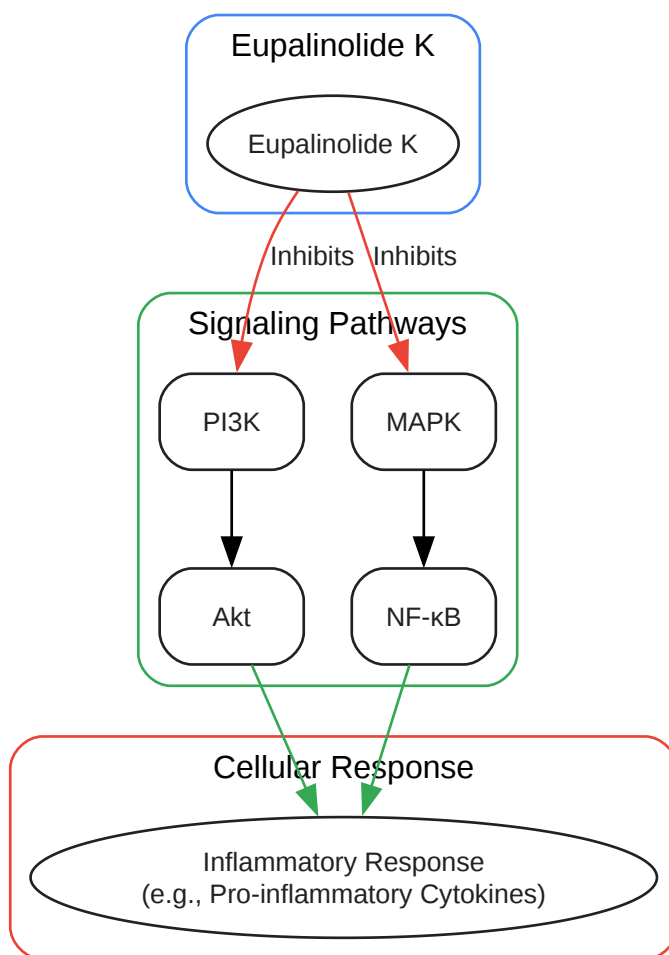 Eupalinolide K
Eupalinolide K
Inhibits Inhibits
Signaling Pathways
PI3K MAPK
Akt NF-κB
Cellular Response
Inflammatory Response
(e.g., Pro-inflammatory Cytokines)